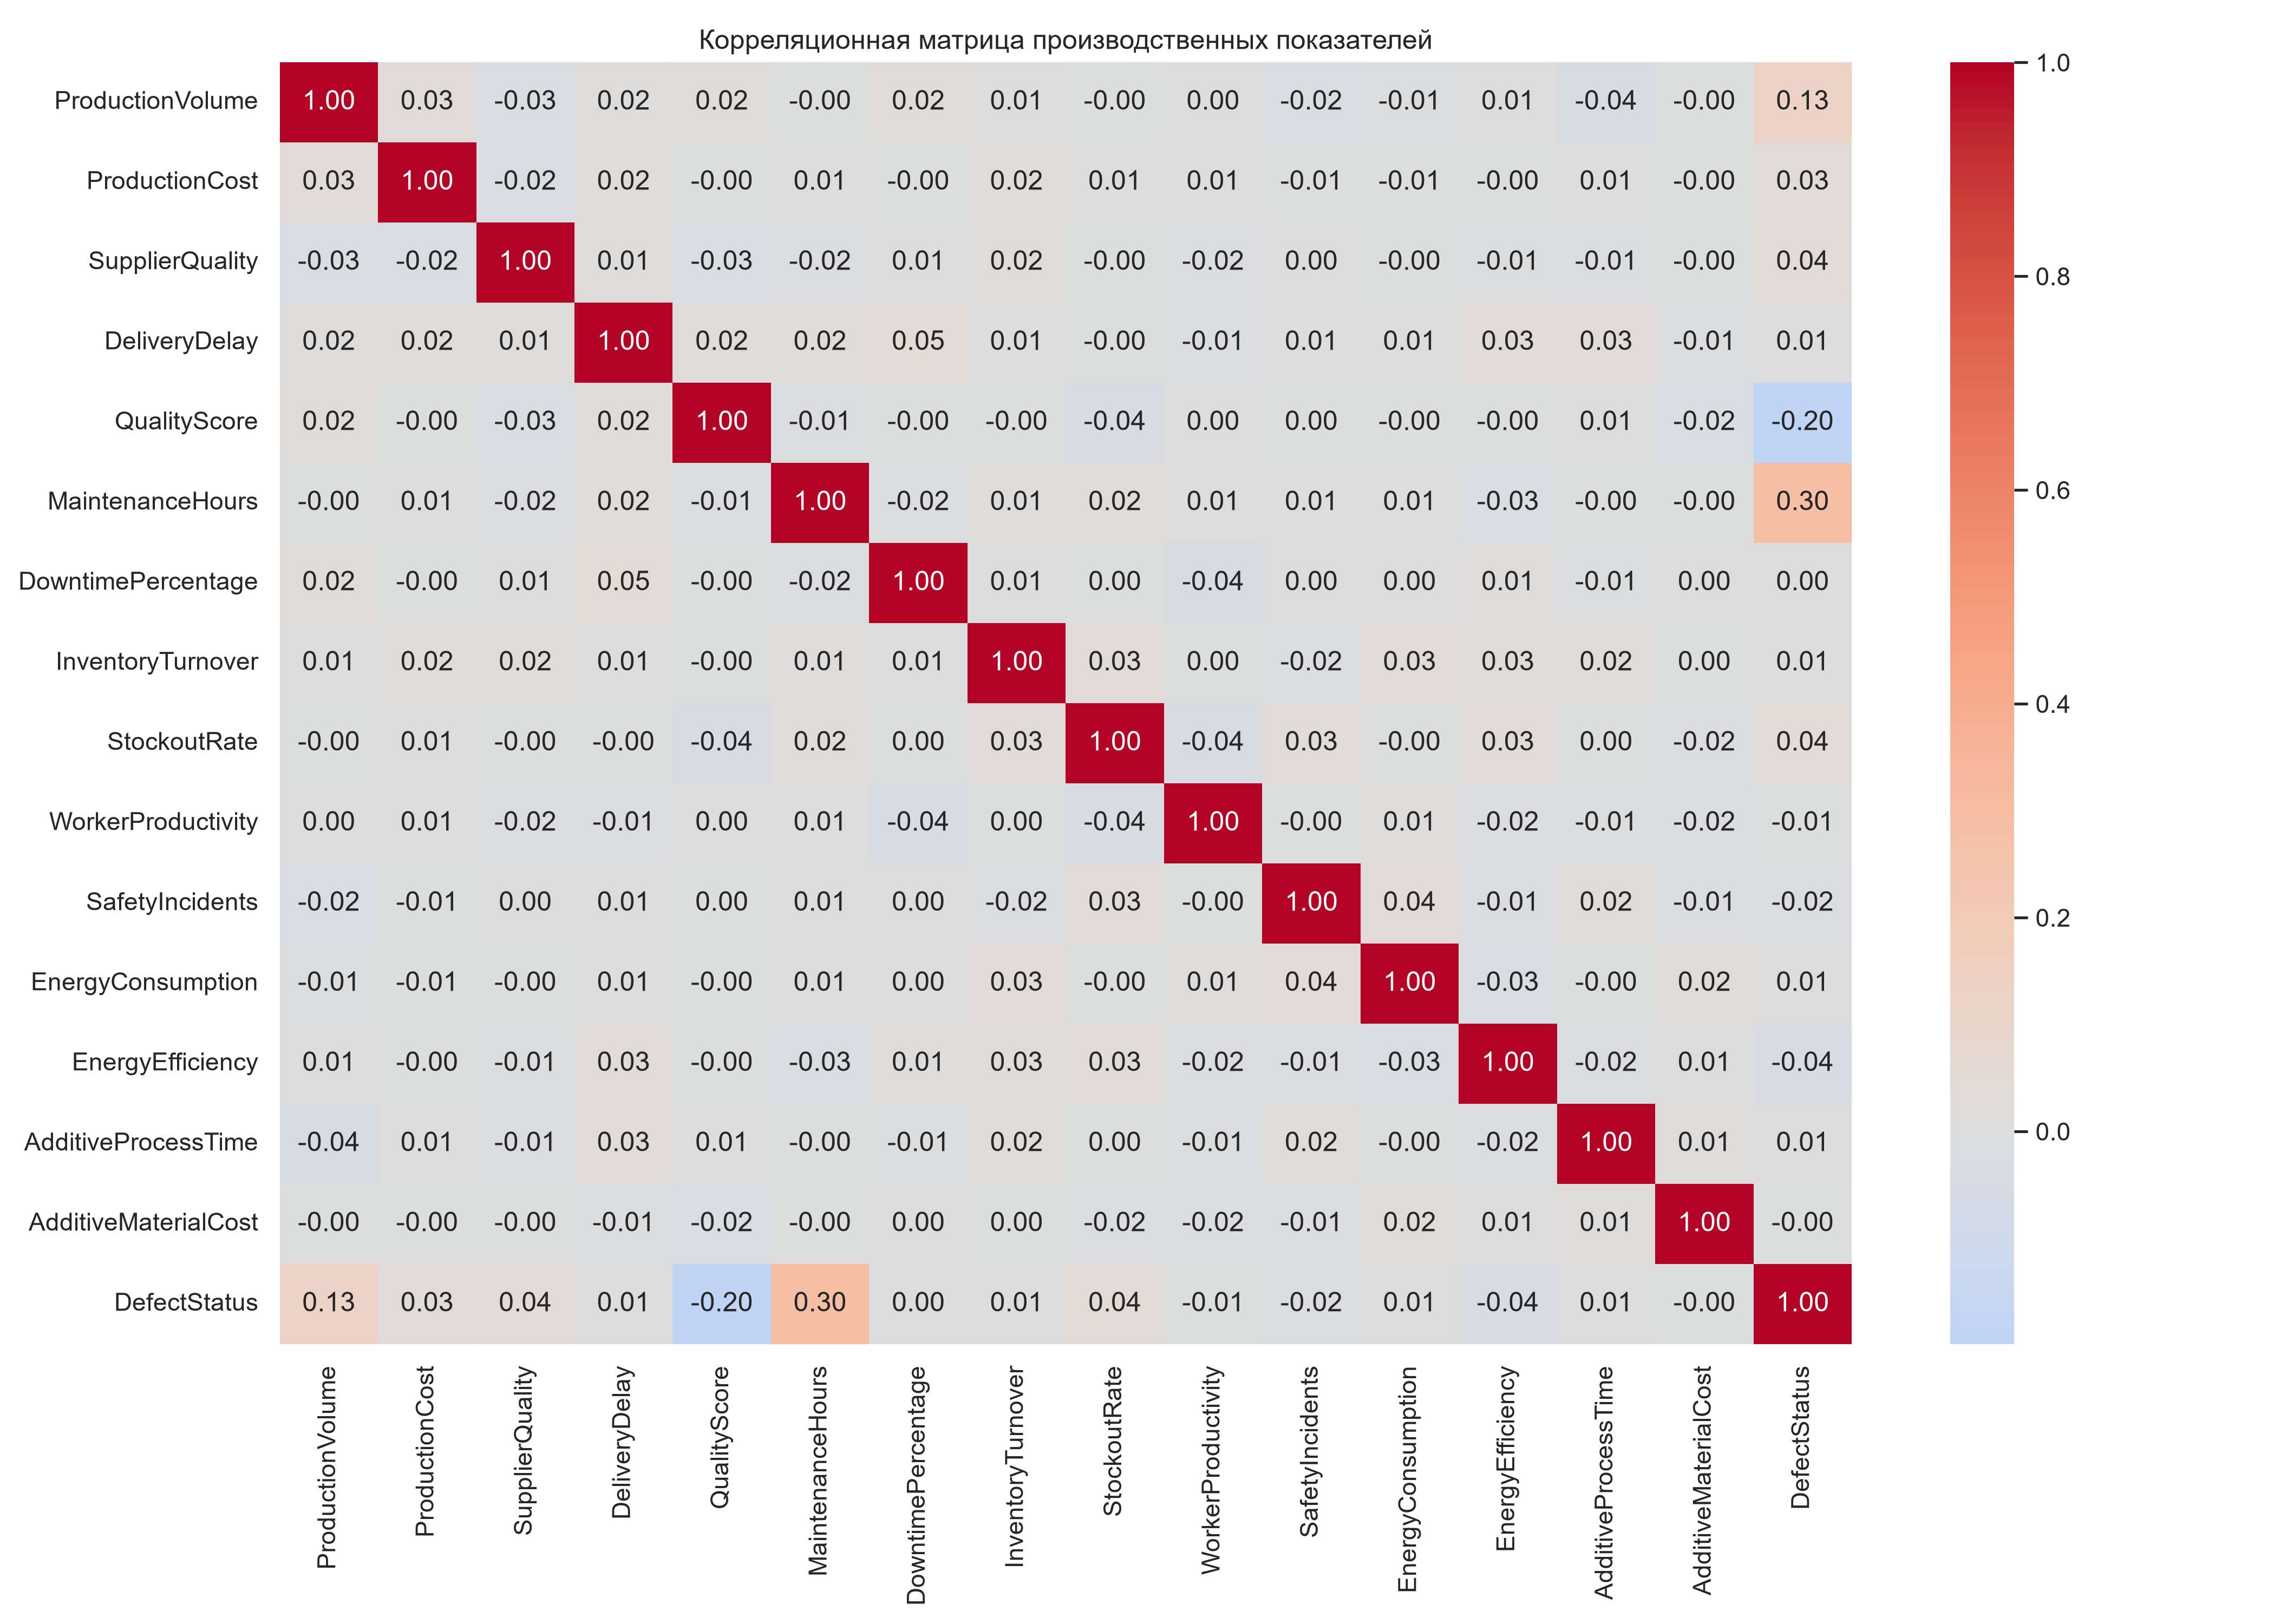 Корреляционная матрица производственных показателей
ProductionVolume 1.00 0.03 -0.03 0.02 0.02 -0.00 0.02 0.01 -0.00 0.00 -0.02 -0.01 0.01 -0.04 -0.00 0.13
ProductionCost 0.03 1.00 -0.02 0.02 -0.00 0.01 -0.00 0.02 0.01 0.01 -0.01 -0.01 -0.00 0.01 -0.00 0.03
SupplierQuality -0.03 -0.02 1.00 0.01 -0.03 -0.02 0.01 0.02 -0.00 -0.02 0.00 -0.00 -0.01 -0.01 -0.00 0.04
DeliveryDelay 0.02 0.02 0.01 1.00 0.02 0.02 0.05 0.01 -0.00 -0.01 0.01 0.01 0.03 0.03 -0.01 0.01
QualityScore 0.02 -0.00 -0.03 0.02 1.00 -0.01 -0.00 -0.00 -0.04 0.00 0.00 -0.00 -0.00 0.01 -0.02 -0.20
MaintenanceHours -0.00 0.01 -0.02 0.02 -0.01 1.00 -0.02 0.01 0.02 0.01 0.01 0.01 -0.03 -0.00 -0.00 0.30
DowntimePercentage 0.02 -0.00 0.01 0.05 -0.00 -0.02 1.00 0.01 0.00 -0.04 0.00 0.00 0.01 -0.01 0.00 0.00
InventoryTurnover 0.01 0.02 0.02 0.01 -0.00 0.01 0.01 1.00 0.03 0.00 -0.02 0.03 0.03 0.02 0.00 0.01
StockoutRate -0.00 0.01 -0.00 -0.00 -0.04 0.02 0.00 0.03 1.00 -0.04 0.03 -0.00 0.03 0.00 -0.02 0.04
WorkerProductivity 0.00 0.01 -0.02 -0.01 0.00 0.01 -0.04 0.00 -0.04 1.00 -0.00 0.01 -0.02 -0.01 -0.02 -0.01
SafetyIncidents -0.02 -0.01 0.00 0.01 0.00 0.01 0.00 -0.02 0.03 -0.00 1.00 0.04 -0.01 0.02 -0.01 -0.02
EnergyConsumption -0.01 -0.01 -0.00 0.01 -0.00 0.01 0.00 0.03 -0.00 0.01 0.04 1.00 -0.03 -0.00 0.02 0.01
EnergyEfficiency 0.01 -0.00 -0.01 0.03 -0.00 -0.03 0.01 0.03 0.03 -0.02 -0.01 -0.03 1.00 -0.02 0.01 -0.04
AdditiveProcessTime -0.04 0.01 -0.01 0.03 0.01 -0.00 -0.01 0.02 0.00 -0.01 0.02 -0.00 -0.02 1.00 0.01 0.01
AdditiveMaterialCost -0.00 -0.00 -0.00 -0.01 -0.02 -0.00 0.00 0.00 -0.02 -0.02 -0.01 0.02 0.01 0.01 1.00 -0.00
DefectStatus 0.13 0.03 0.04 0.01 -0.20 0.30 0.00 0.01 0.04 -0.01 -0.02 0.01 -0.04 0.01 -0.00 1.00
ProductionVolume
ProductionCost
SupplierQuality
DeliveryDelay
QualityScore
MaintenanceHours
DowntimePercentage
InventoryTurnover
StockoutRate
WorkerProductivity
SafetyIncidents
EnergyConsumption
EnergyEfficiency
AdditiveProcessTime
AdditiveMaterialCost
DefectStatus
1.0
0.8
0.6
0.4
0.2
0.0